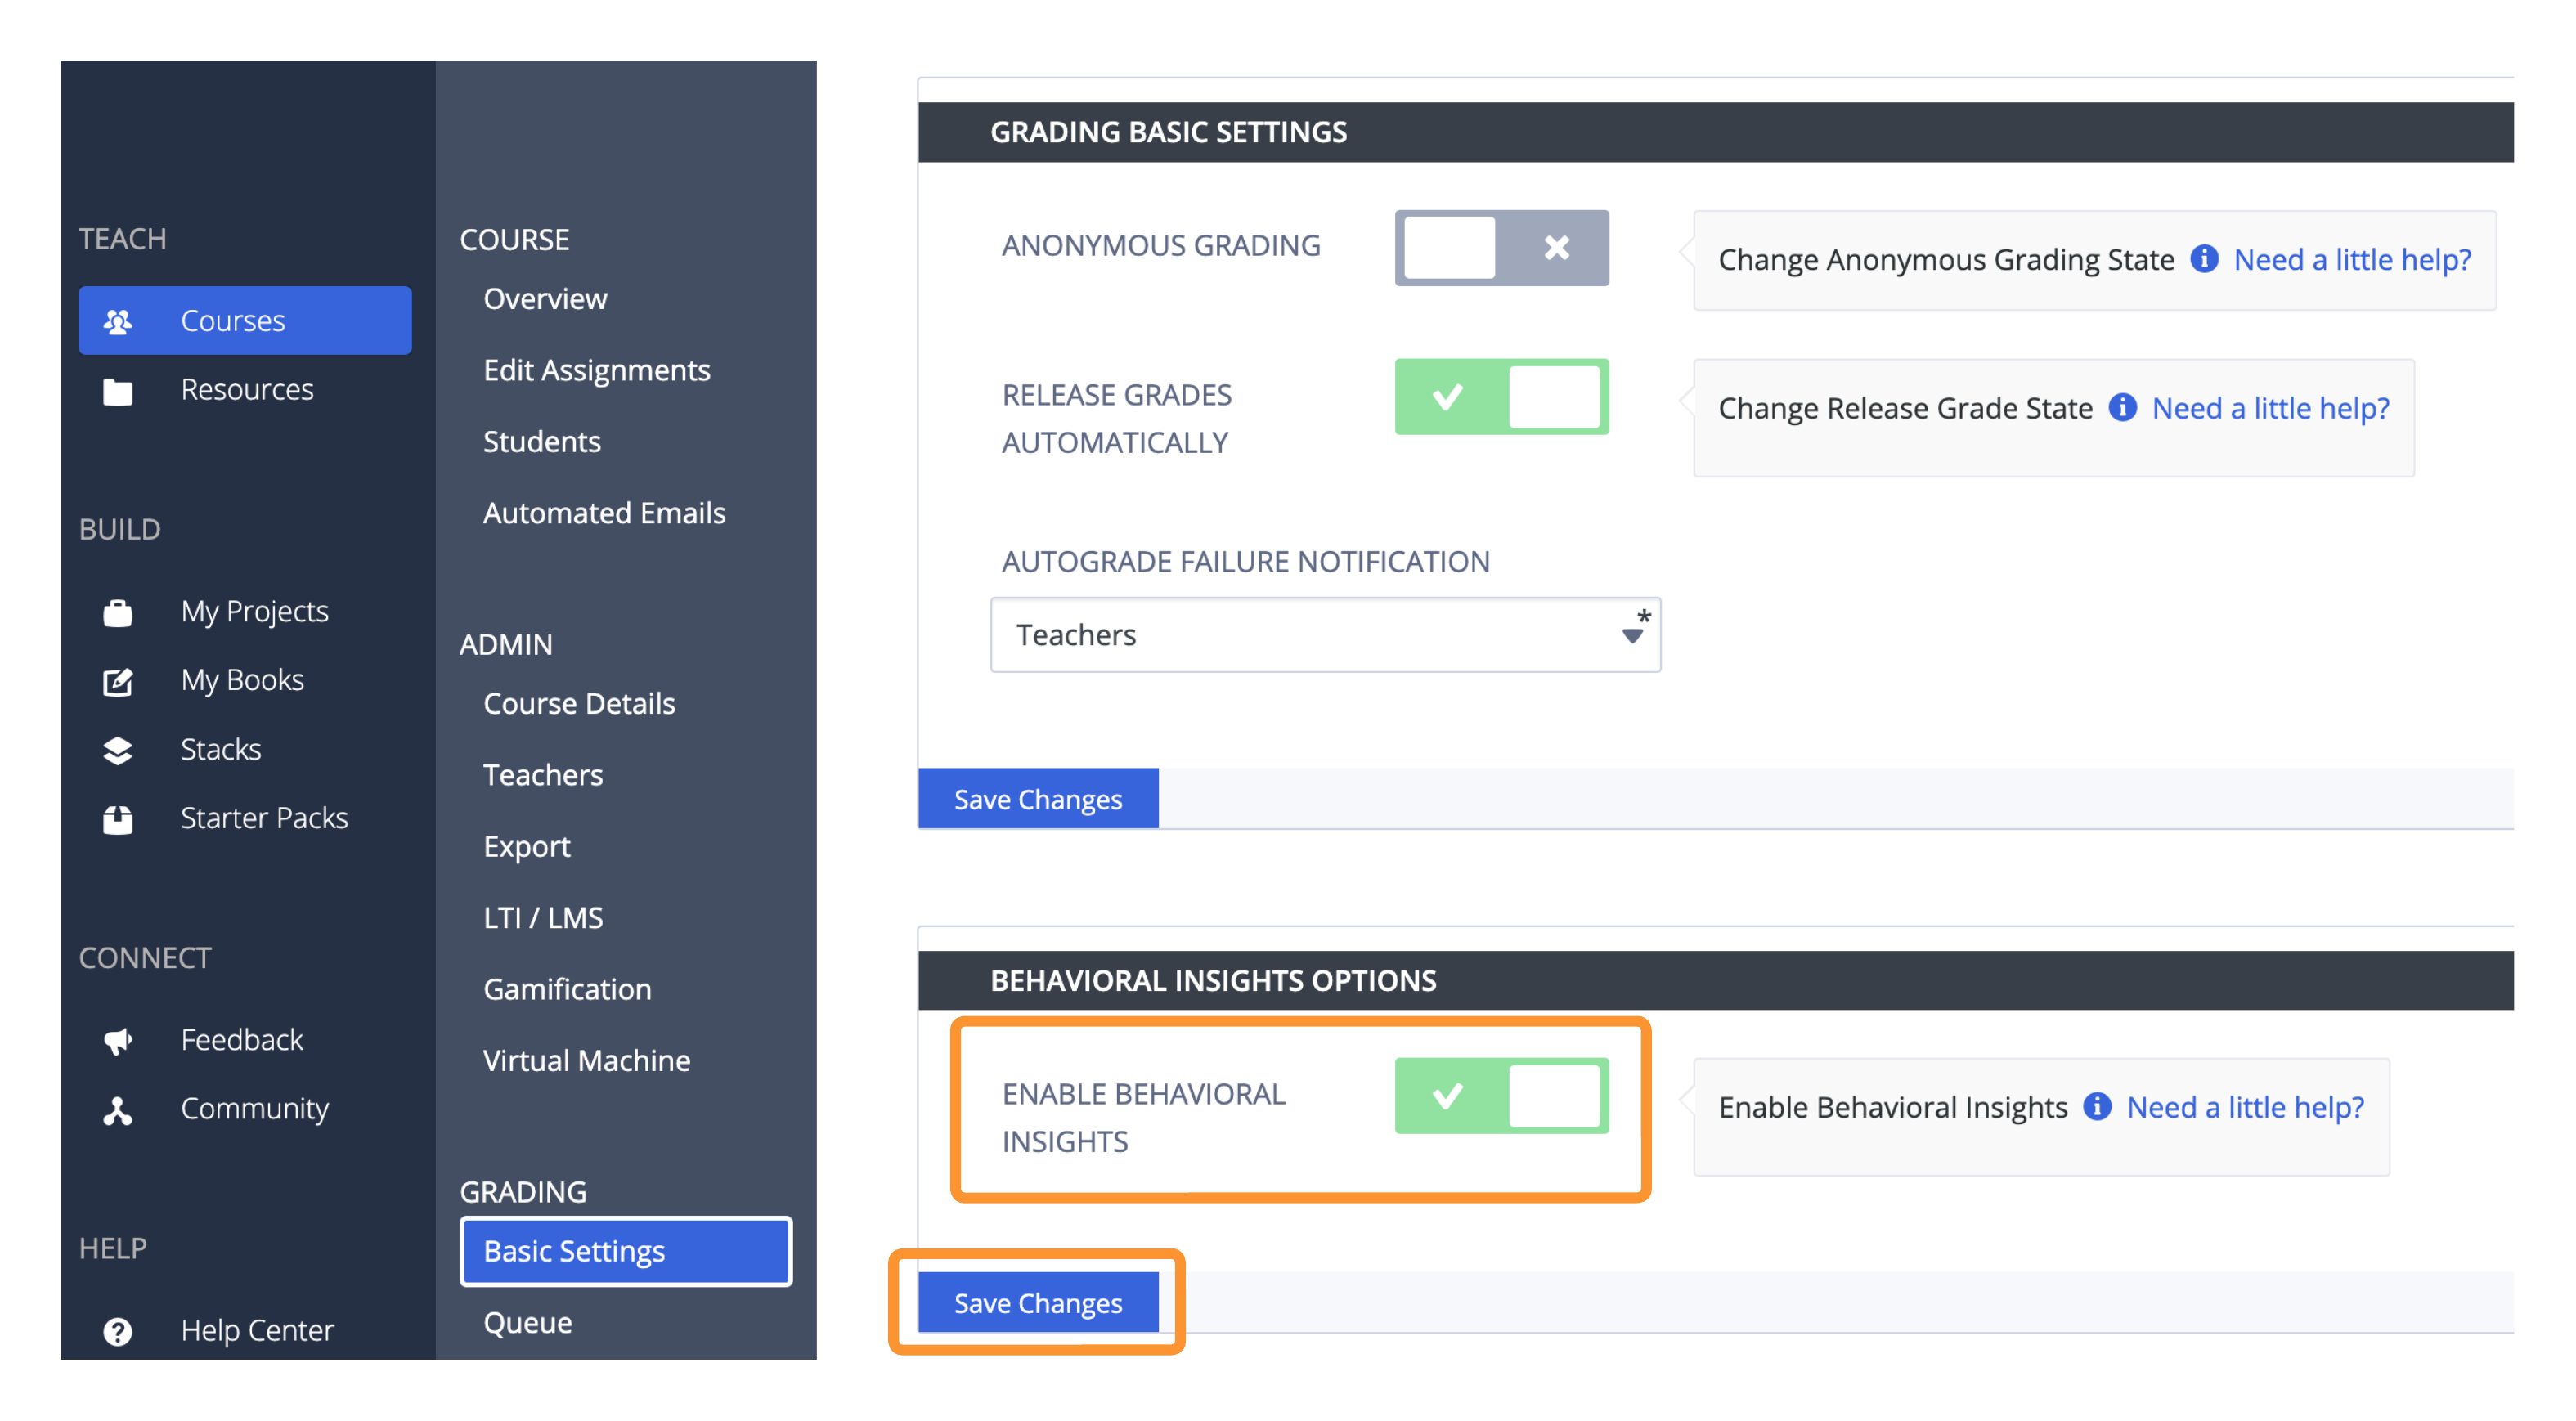 TEACH
Courses
Resources
BUILD
My Projects
My Books
Stacks
Starter Packs
CONNECT
Feedback
Community
HELP
Help Center
COURSE
Overview
Edit Assignments
Students
Automated Emails
ADMIN
Course Details
Teachers
Export
LTI / LMS
Gamification
Virtual Machine
GRADING
Basic Settings
Queue
GRADING BASIC SETTINGS
ANONYMOUS GRADING
Change Anonymous Grading State Need a little help?
RELEASE GRADES
AUTOMATICALLY
Change Release Grade State Need a little help?
AUTOGRADE FAILURE NOTIFICATION
Teachers *
Save Changes
BEHAVIORAL INSIGHTS OPTIONS
ENABLE BEHAVIORAL
INSIGHTS
Enable Behavioral Insights Need a little help?
Save Changes